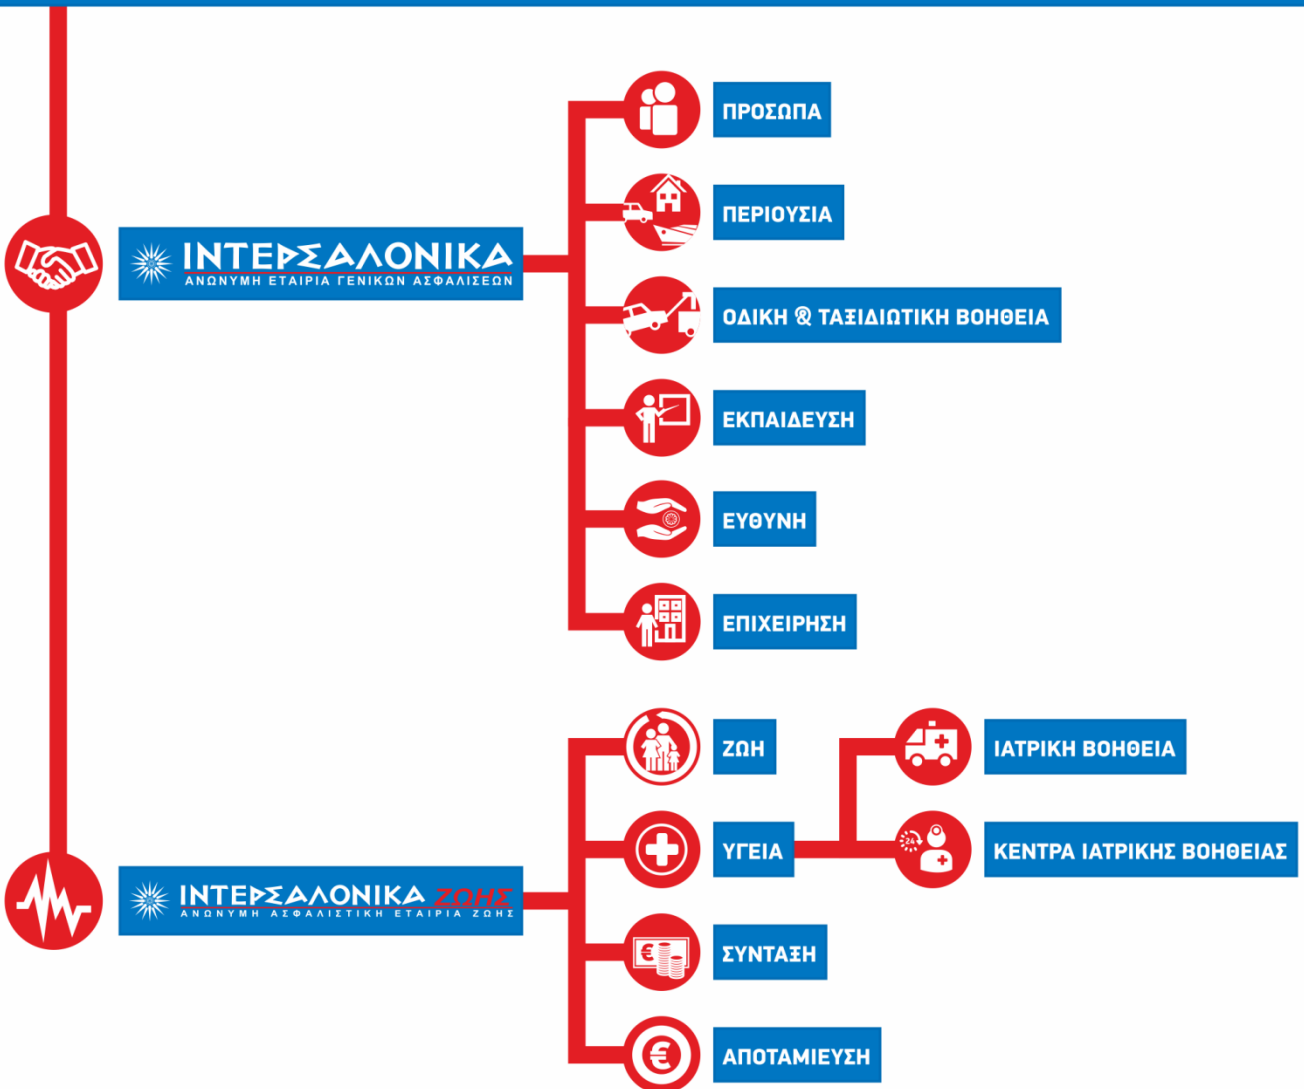 ΠΡΟΣΩΠΑ
ΠΕΡΙΟΥΣΙΑ
ΙΝΤΕΡΣΑΛΟΝΙΚΑ
ΑΝΩΝΥΜΗ ΕΤΑΙΡΙΑ ΓΕΝΙΚΩΝ ΑΣΦΑΛΙΣΕΩΝ
ΟΔΙΚΗ & ΤΑΞΙΔΙΩΤΙΚΗ ΒΟΗΘΕΙΑ
ΕΚΠΑΙΔΕΥΣΗ
ΕΥΘΥΝΗ
ΕΠΙΧΕΙΡΗΣΗ
ΖΩΗ
ΙΑΤΡΙΚΗ ΒΟΗΘΕΙΑ
ΥΓΕΙΑ
24
ΚΕΝΤΡΑ ΙΑΤΡΙΚΗΣ ΒΟΗΘΕΙΑΣ
ΙΝΤΕΡΣΑΛΟΝΙΚΑ ΖΩΗΣ
ΑΝΩΝΥΜΗ ΑΣΦΑΛΙΣΤΙΚΗ ΕΤΑΙΡΙΑ ΖΩΗΣ
€
ΣΥΝΤΑΞΗ
€
ΑΠΟΤΑΜΙΕΥΣΗ